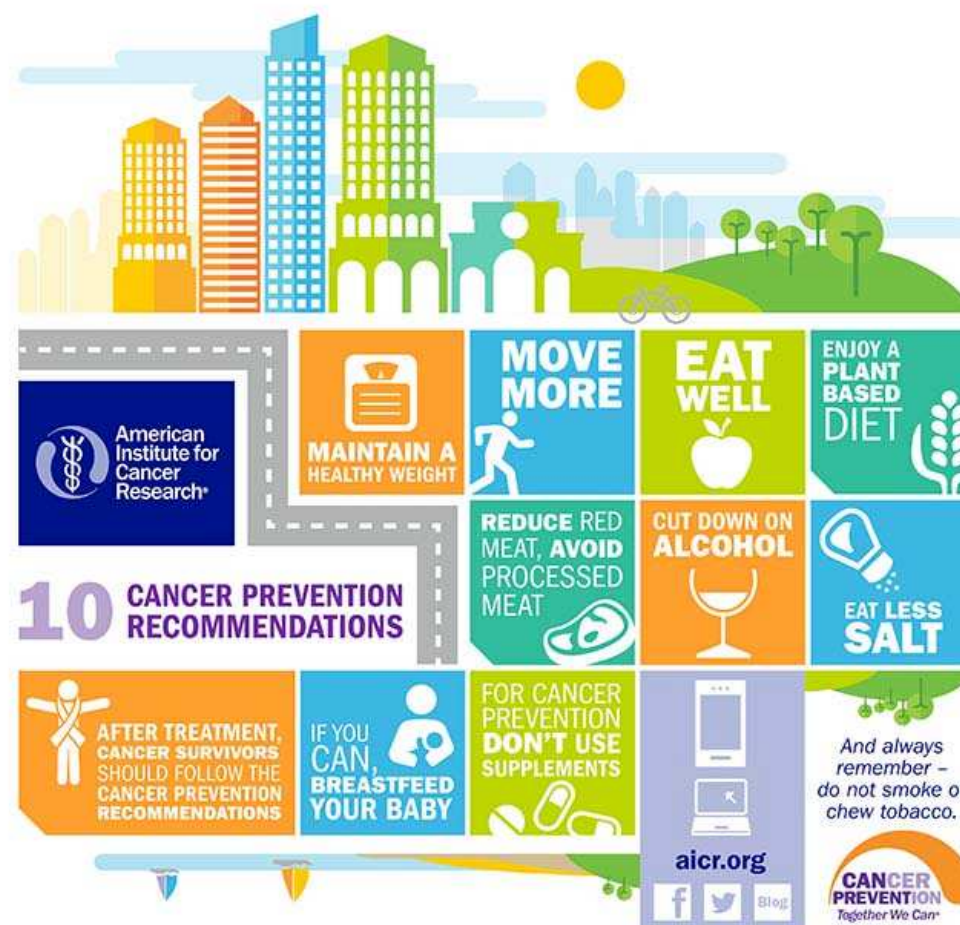 American
Institute for
Cancer
Research®
10 CANCER PREVENTION
RECOMMENDATIONS
MAINTAIN A
HEALTHY WEIGHT
MOVE
MORE
EAT
WELL
ENJOY A
PLANT
BASED
DIET
REDUCE RED
MEAT, AVOID
PROCESSED
MEAT
CUT DOWN ON
ALCOHOL
EAT LESS
SALT
AFTER TREATMENT,
CANCER SURVIVORS
SHOULD FOLLOW THE
CANCER PREVENTION
RECOMMENDATIONS
IF YOU
CAN,
BREASTFEED
YOUR BABY
FOR CANCER
PREVENTION
DON'T USE
SUPPLEMENTS
aicr.org
f
Blog
And always
remember –
do not smoke o
chew tobacco.
CANCER
PREVENTION
Together We Can®